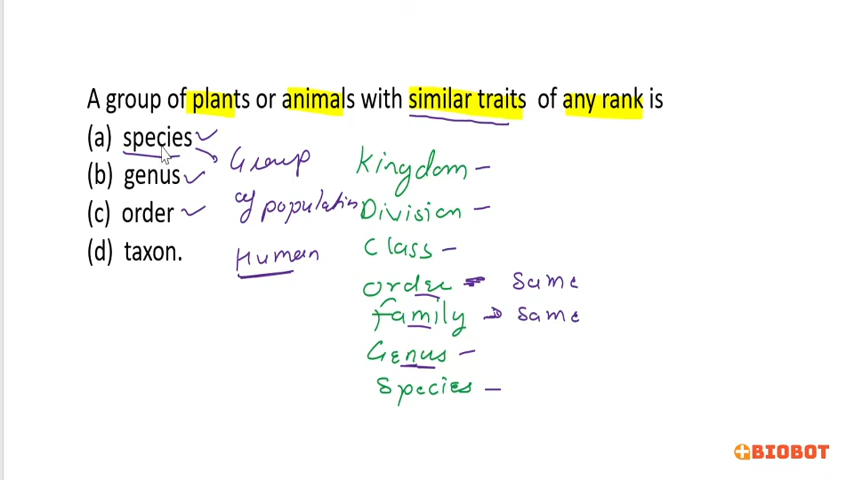 A group of plants or animals with similar traits of any rank is
(a) species
(b) genus
(c) order
(d) taxon.
Group
of population
Human
Kingdom –
Division –
Class –
Order - Same
family → Same
Genus –
Species –
BIOBOT